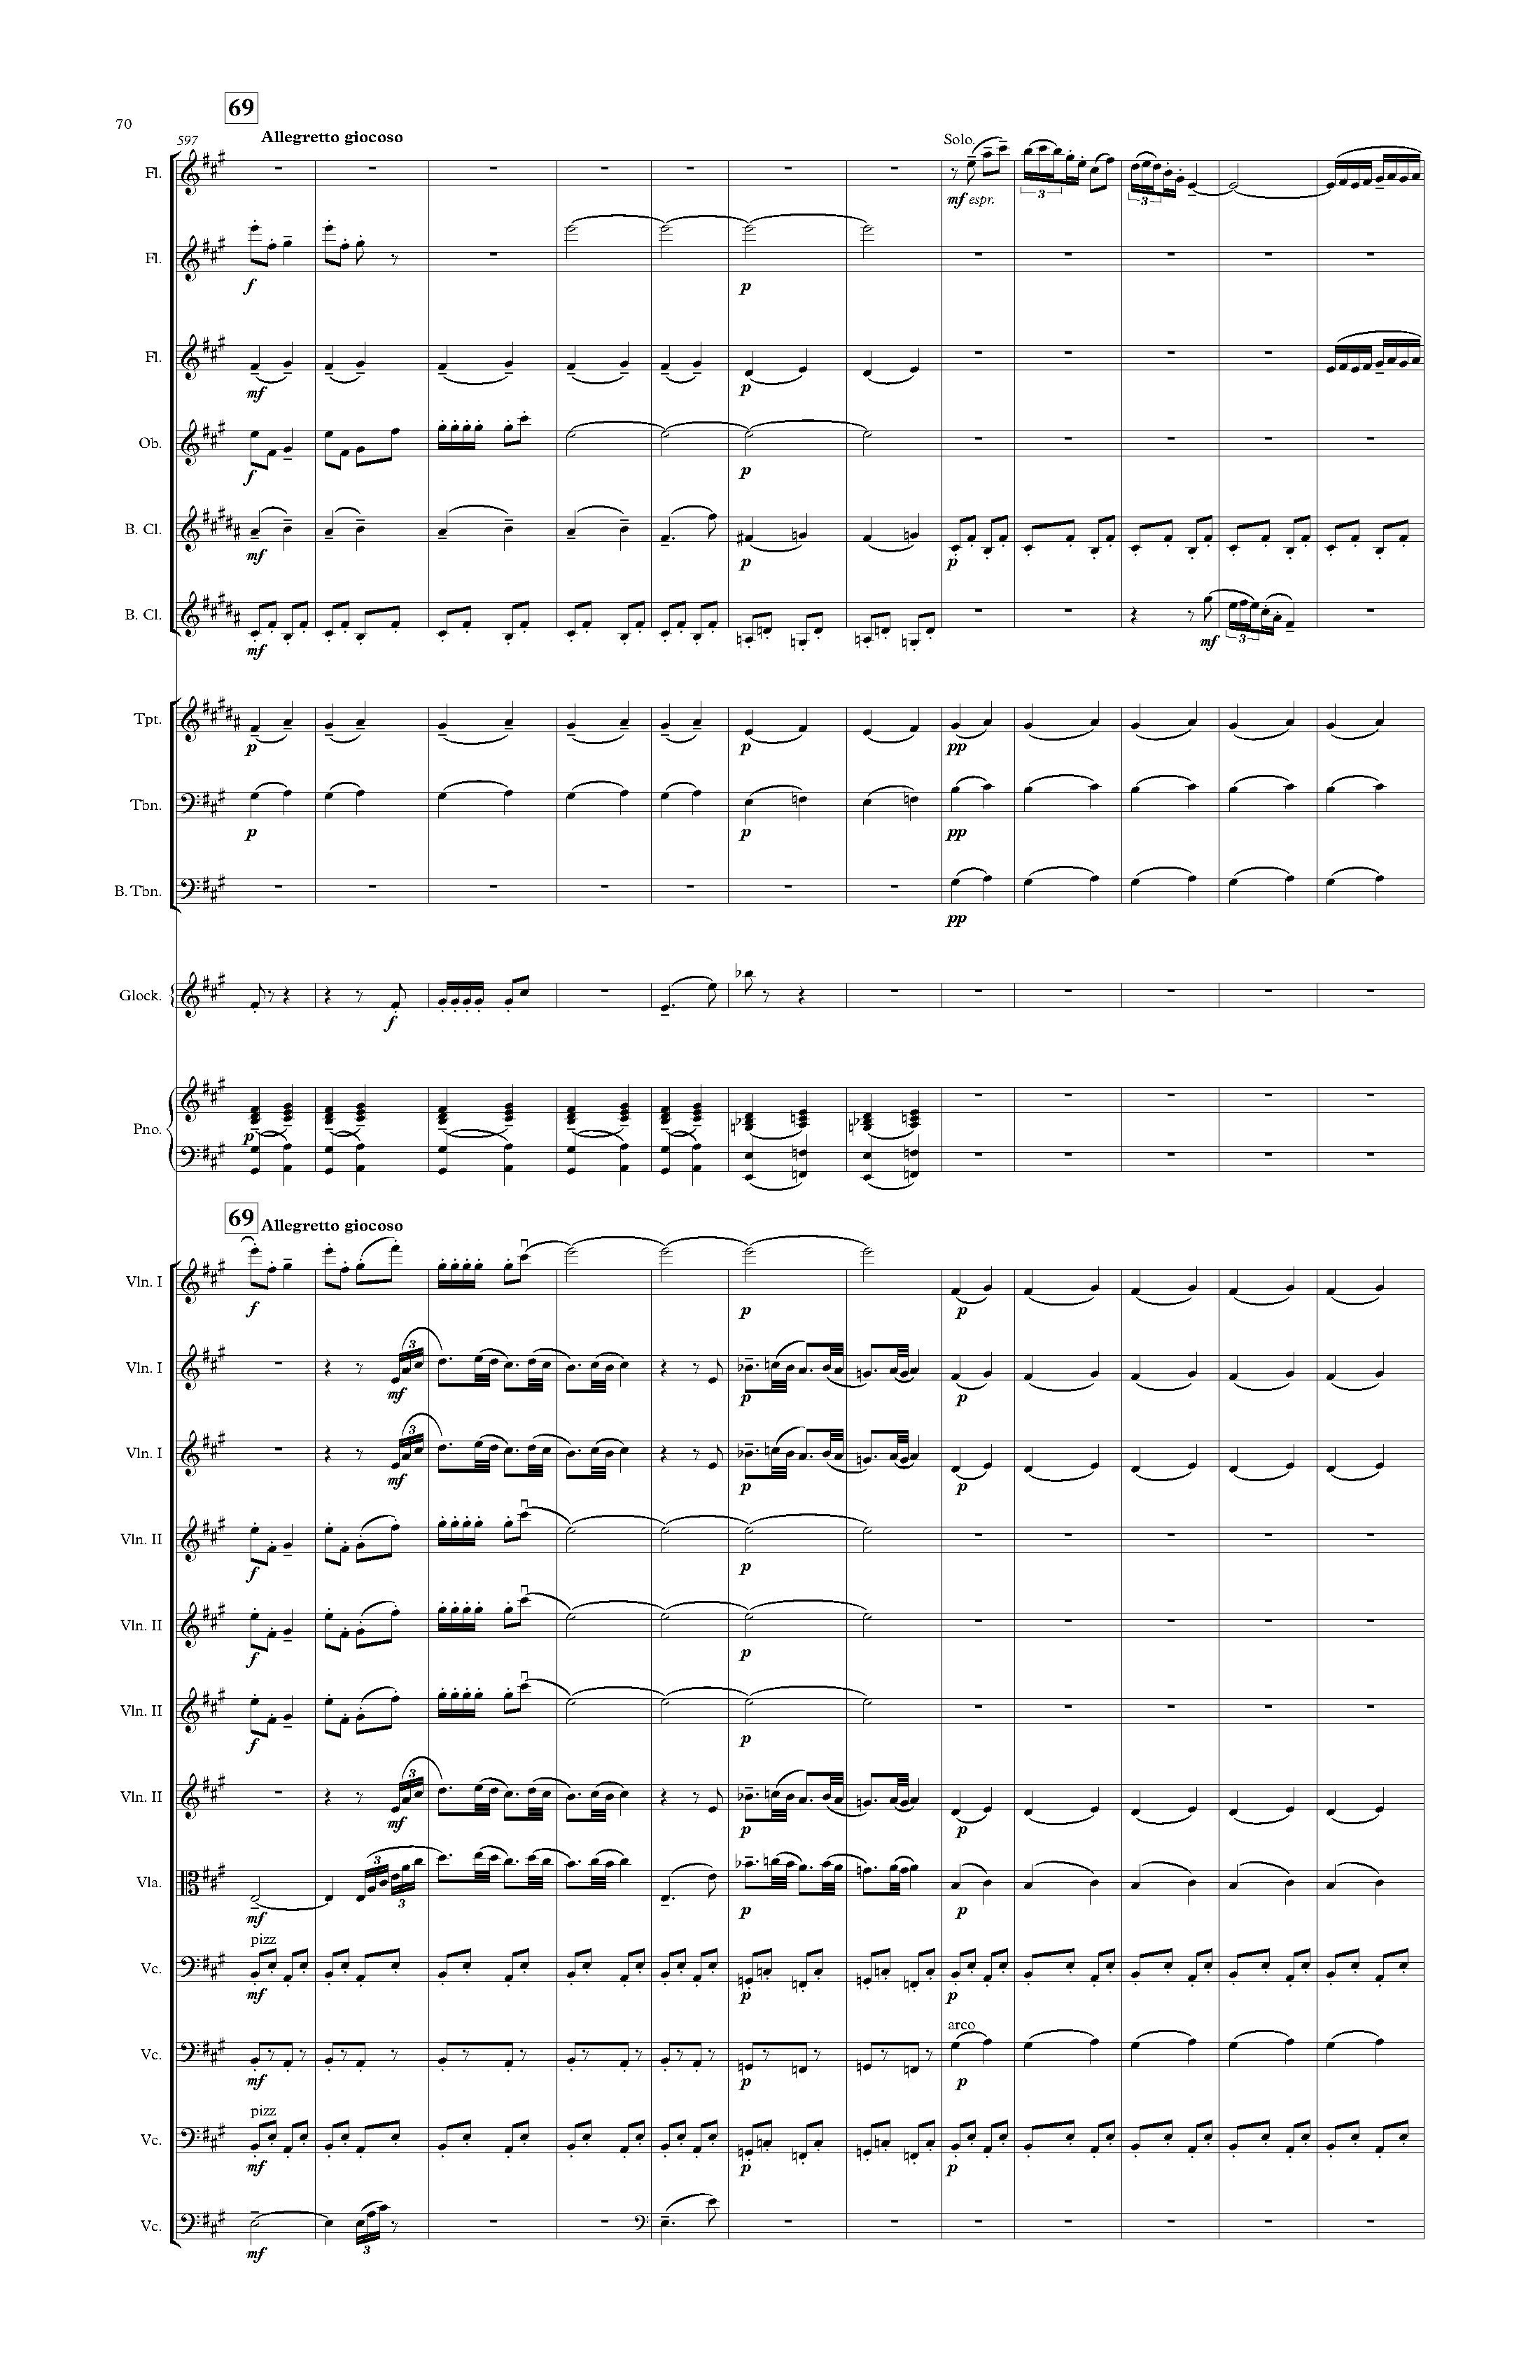 69
70
597
Allegretto giocoso
Solo.
Fl.
mf espr.
3
3
Fl.
f
p
Fl.
mf
p
Ob.
f
p
B. Cl.
mf
p
p
B. Cl.
mf
mf
3
Tpt.
p
p
pp
Tbn.
p
p
pp
B. Tbn.
pp
Glock.
f
Pno.
p
69
Allegretto giocoso
Vln. I
f
p
p
Vln. I
3
mf
p
p
Vln. I
3
mf
p
p
Vln. II
f
p
Vln. II
f
p
Vln. II
f
p
Vln. II
3
mf
p
p
Vla.
3
3
mf
p
p
pizz
Vc.
mf
p
p
arco
Vc.
mf
p
p
pizz
Vc.
mf
p
p
Vc.
3
mf